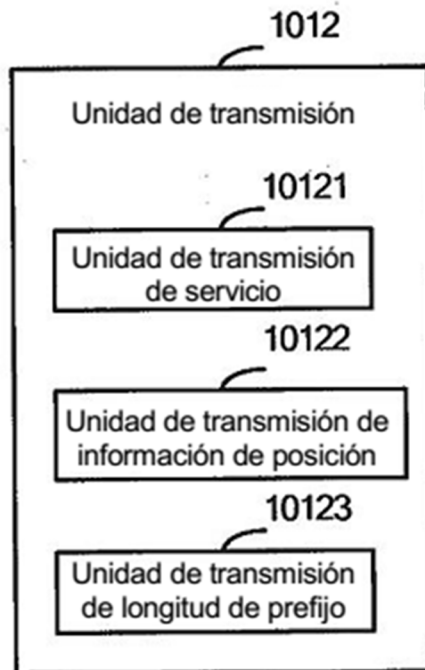 1012
Unidad de transmisión
10121
Unidad de transmisión
de servicio
10122
Unidad de transmisión de
información de posición
10123
Unidad de transmisión
de longitud de prefijo